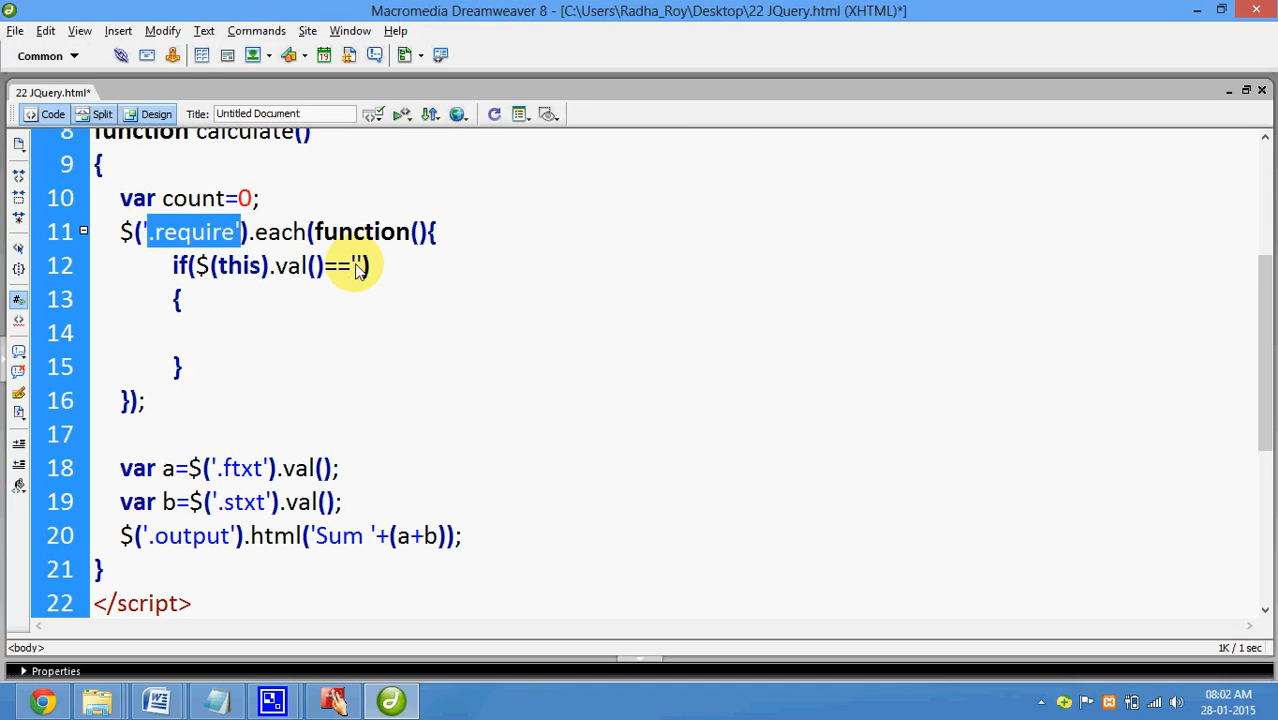 Macromedia Dreamweaver 8 - [C:\Users\Radha_Roy\Desktop\22 JQuery.html (XHTML)*]
File Edit View Insert Modify Text Commands Site Window Help
Common
22 JQuery.html*
Code Split Design Title: Untitled Document
8 function calculate()
9 {
10 var count=0;
11 $('.require').each(function(){
12 if($(this).val()=='')
13 {
14
15 }
16 });
17
18 var a=$('.ftxt').val();
19 var b=$('.stxt').val();
20 $('.output').html('Sum '+(a+b));
21 }
22 </script>
<body> 1K / 1 sec
Properties
08:02 AM
28-01-2015